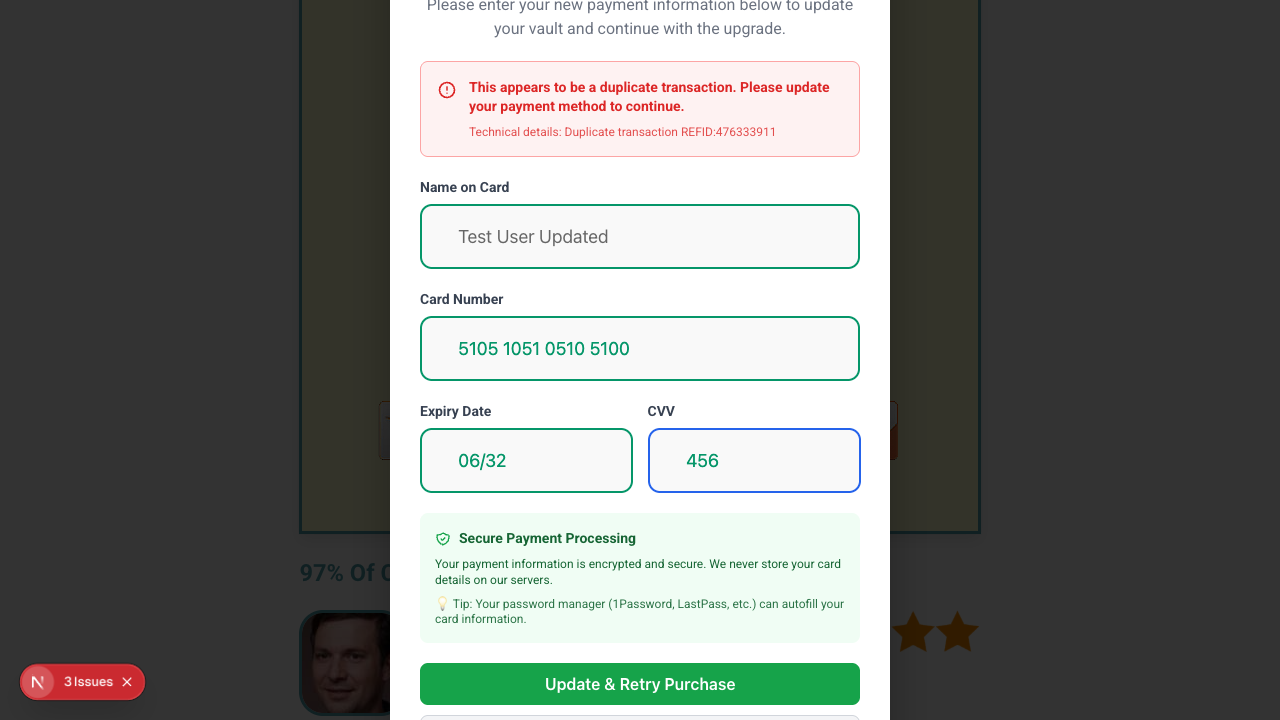 Please enter your new payment information below to update
your vault and continue with the upgrade.
This appears to be a duplicate transaction. Please update
your payment method to continue.
Technical details: Duplicate transaction REFID:476333911
Name on Card
Test User Updated
Card Number
5105 1051 0510 5100
Expiry Date
CVV
06/32
456
Secure Payment Processing
Your payment information is encrypted and secure. We never store your card
details on our servers.
💡 Tip: Your password manager (1Password, LastPass, etc.) can autofill your
card information.
Update & Retry Purchase
97% Of
N 3 Issues